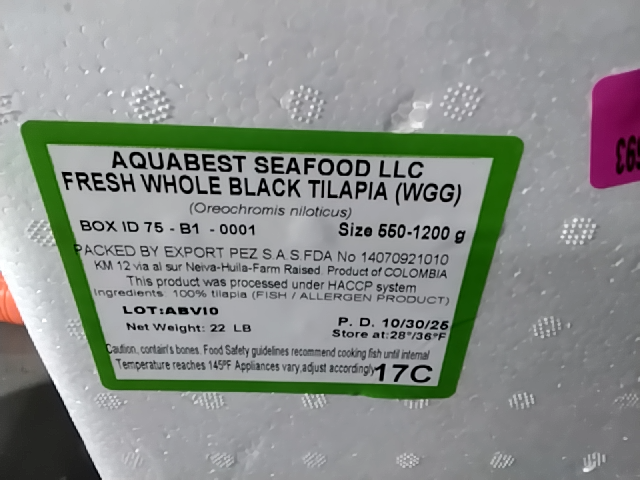 AQUABEST SEAFOOD LLC
FRESH WHOLE BLACK TILAPIA (WGG)
(Oreochromis niloticus)
BOX ID 75 - B1 - 0001 Size 550-1200 g
PACKED BY EXPORT PEZ S.A.S.FDA No 14070921010
KM 12 via al sur Neiva-Huila-Farm Raised. Product of COLOMBIA
This product was processed under HACCP system
Ingredients. 100% tilapia (FISH / ALLERGEN PRODUCT)
LOT:ABVI0
Net Weight: 22 LB
P. D. 10/30/25
Store at:28°/36°F
Caution, contain's bones. Food Safety guidelines recommend cooking fish until internal
Temperature reaches 145ºF Appliances vary,adjust accordingly
17C